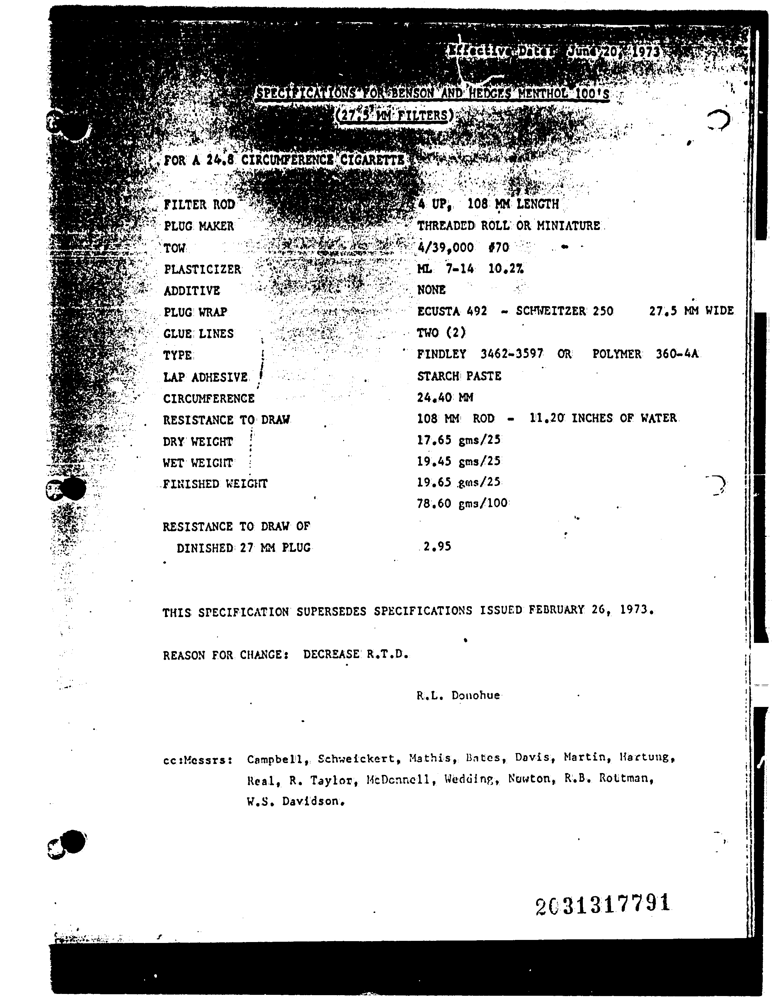 Effective Date: June 20, 1973
SPECIFICATIONS FOR BENSON AND HEDGES MENTHOL 100'S
(27.5 MM FILTERS)
FOR A 24.8 CIRCUMFERENCE CIGARETTE
FILTER ROD 4 UP, 108 MM LENGTH
PLUG MAKER THREADED ROLL OR MINIATURE
TOW 4/39,000 #70
PLASTICIZER ML 7-14 10.2%
ADDITIVE NONE
PLUG WRAP ECUSTA 492 - SCHWEITZER 250 27.5 MM WIDE
GLUE LINES TWO (2)
TYPE FINDLEY 3462-3597 OR POLYMER 360-4A
LAP ADHESIVE STARCH PASTE
CIRCUMFERENCE 24.40 MM
RESISTANCE TO DRAW 108 MM ROD - 11.20 INCHES OF WATER
DRY WEIGHT 17.65 gms/25
WET WEIGHT 19.45 gms/25
FINISHED WEIGHT 19.65 gms/25
78.60 gms/100
RESISTANCE TO DRAW OF
DINISHED 27 MM PLUG 2.95
THIS SPECIFICATION SUPERSEDES SPECIFICATIONS ISSUED FEBRUARY 26, 1973.
REASON FOR CHANGE: DECREASE R.T.D.
R.L. Donohue
cc:Messrs: Campbell, Schweickert, Mathis, Bates, Davis, Martin, Hartung,
Real, R. Taylor, McDonnell, Wedding, Newton, R.B. Rottman,
W.S. Davidson.
2031317791